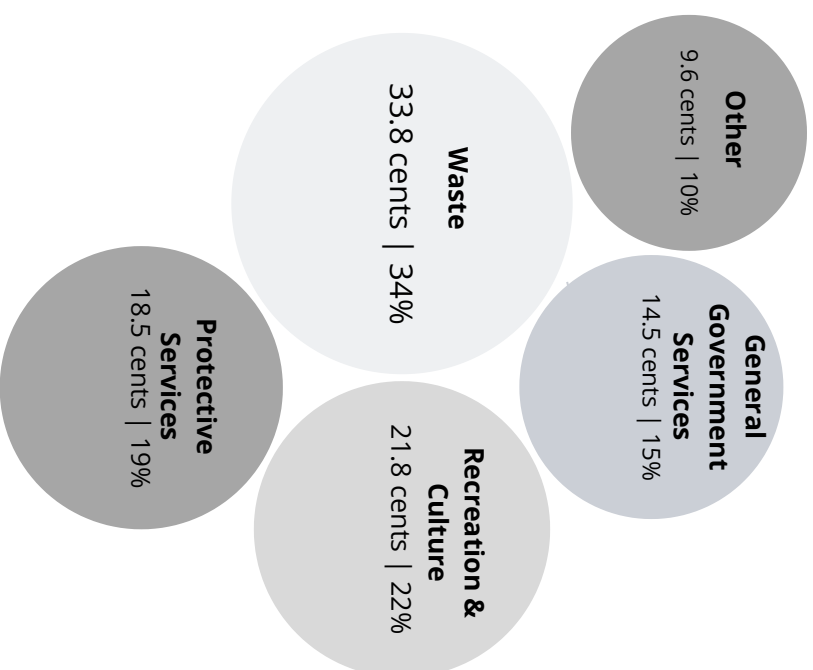 Other
9.6 cents | 10%
General
Government
Services
14.5 cents | 15%
Waste
33.8 cents | 34%
Recreation &
Culture
21.8 cents | 22%
Protective
Services
18.5 cents | 19%